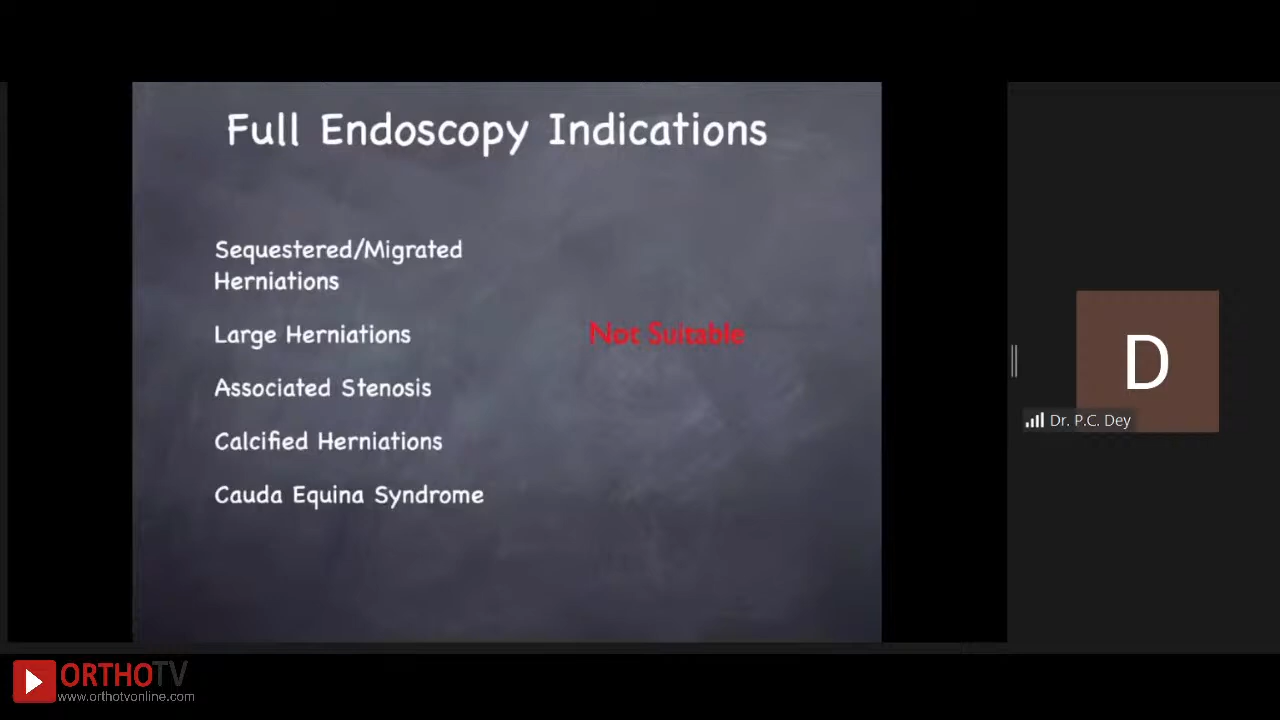 Full Endoscopy Indications
Sequestered/Migrated
Herniations
Large Herniations
Not Suitable
Associated Stenosis
Calcified Herniations
Cauda Equina Syndrome
D
Dr. P.C. Dey
ORTHOTV
www.orthotvonline.com